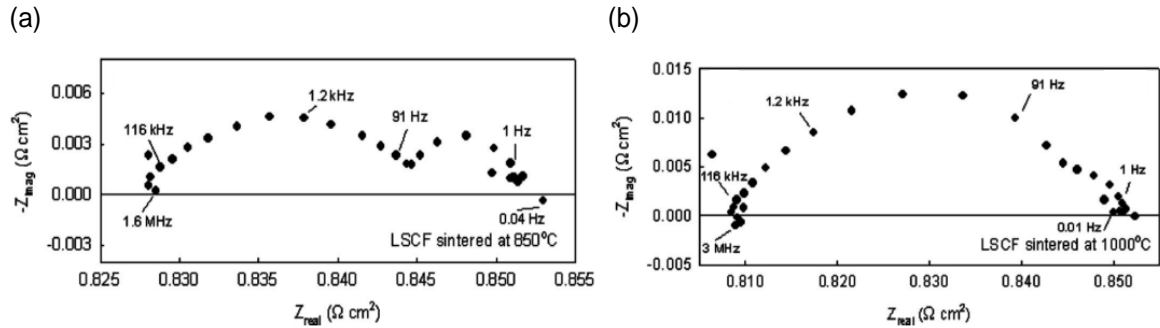 (a)
(b)
0.006
0.003
0.000
-0.003
-Z_imag (Ω cm²)
1.2 kHz
91 Hz
116 kHz
1 Hz
1.6 MHz
0.04 Hz
LSCF sintered at 850°C
0.825 0.830 0.835 0.840 0.845 0.850 0.855
Z_real (Ω cm²)
0.015
0.010
0.005
0.000
-0.005
-Z_imag (Ω cm²)
91 Hz
1.2 kHz
116 kHz
1 Hz
0.01 Hz
3 MHz
LSCF sintered at 1000°C
0.810 0.820 0.830 0.840 0.850
Z_real (Ω cm²)